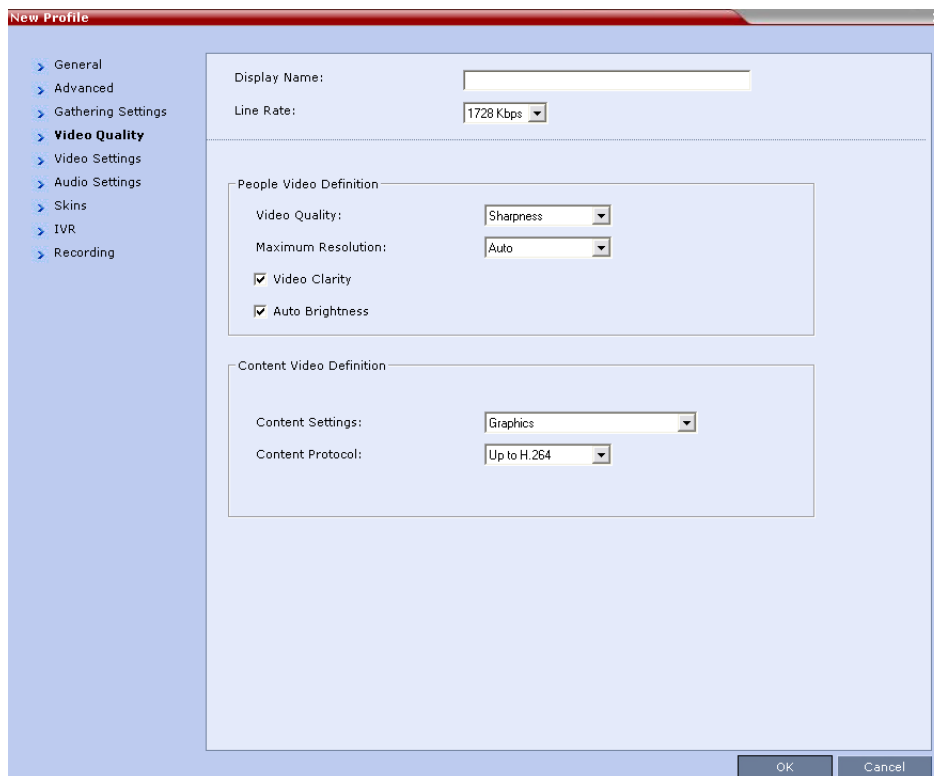 New Profile
General
Advanced
Gathering Settings
Video Quality
Video Settings
Audio Settings
Skins
IVR
Recording
Display Name:
Line Rate: 1728 Kbps
People Video Definition
Video Quality: Sharpness
Maximum Resolution: Auto
Video Clarity
Auto Brightness
Content Video Definition
Content Settings: Graphics
Content Protocol: Up to H.264
OK Cancel